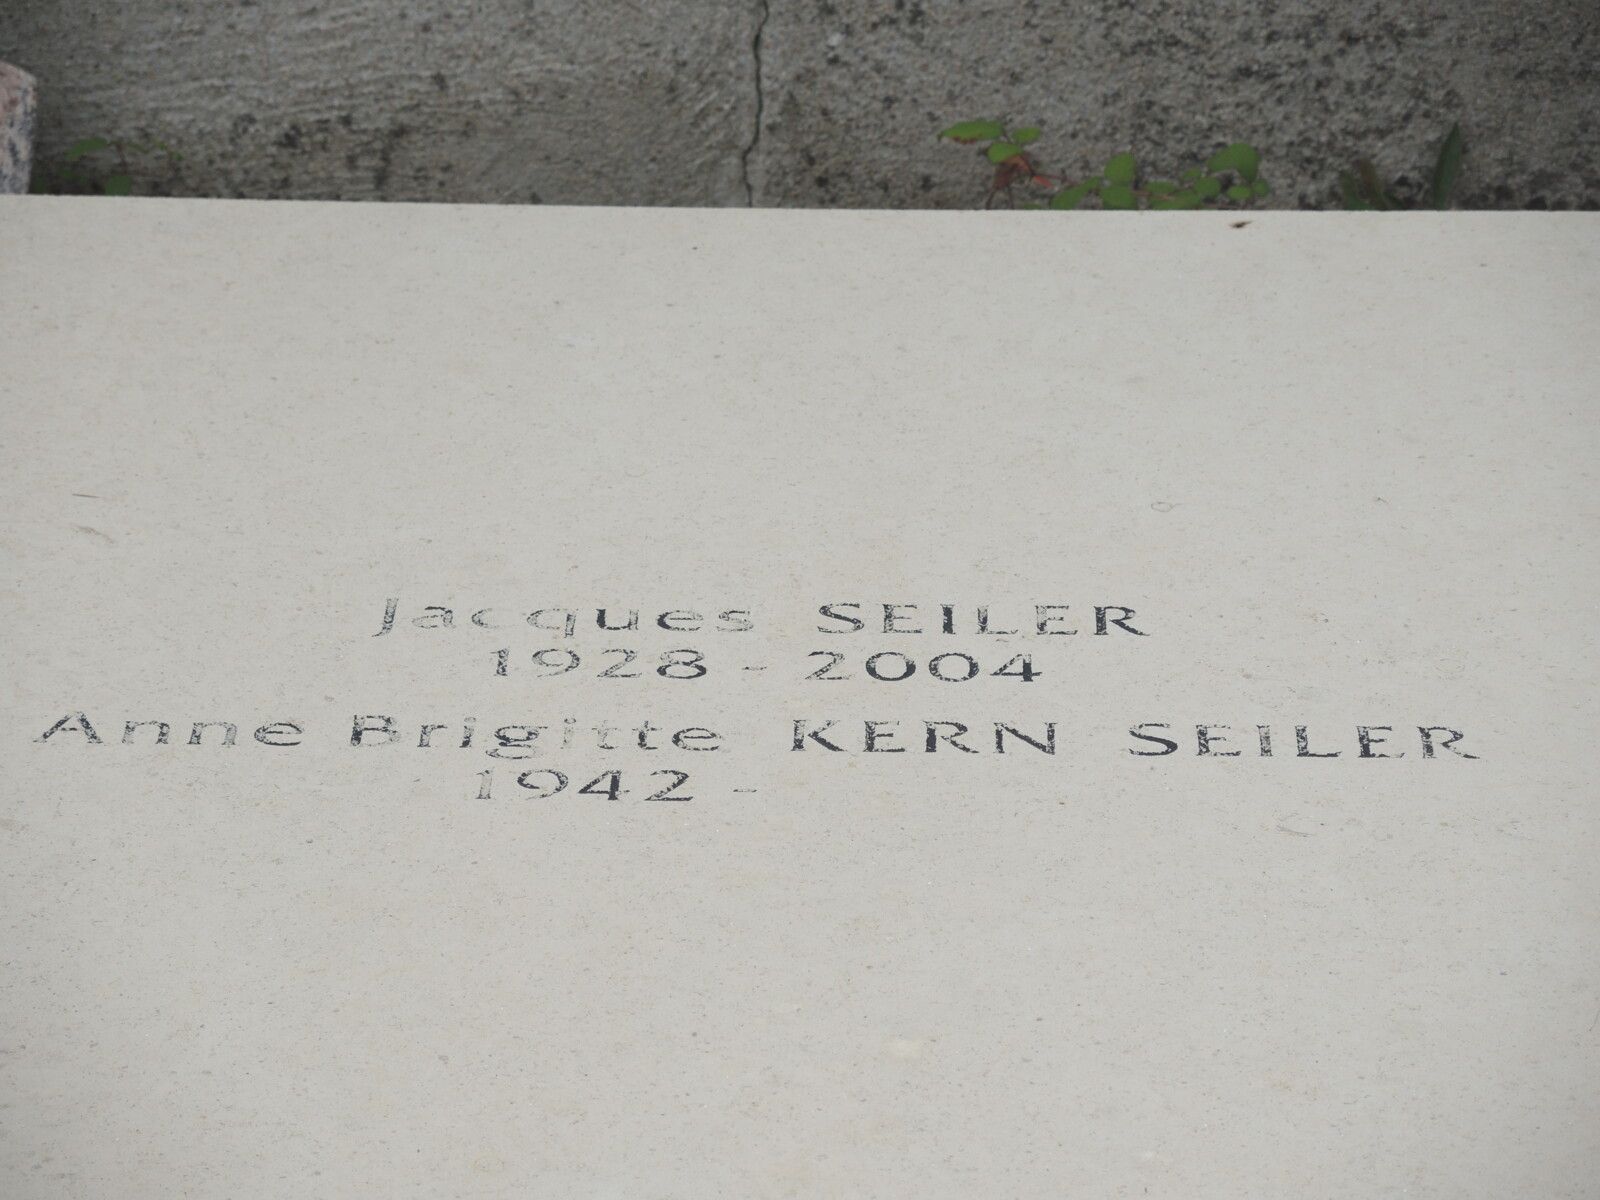 Jacques SEILER
1928 - 2004
Anne Brigitte KERN SEILER
1942 -